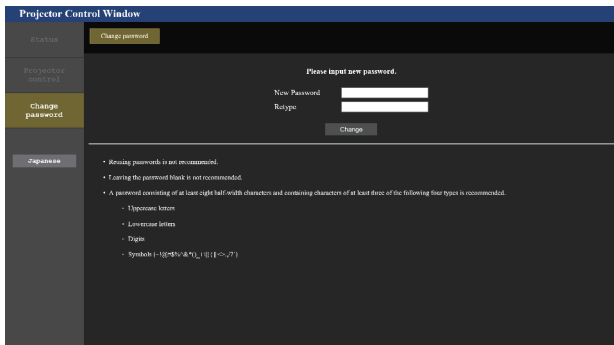 Projector Control Window
Status
Change password
Projector
control
Please input new password.
New Password
Retype
Change
password
Change
Japanese
• Reusing passwords is not recommended.
• Leaving the password blank is not recommended.
• A password consisting of at least eight half-width characters and containing characters of at least three of the following four types is recommended.
◦ Uppercase letters
◦ Lowercase letters
◦ Digits
◦ Symbols